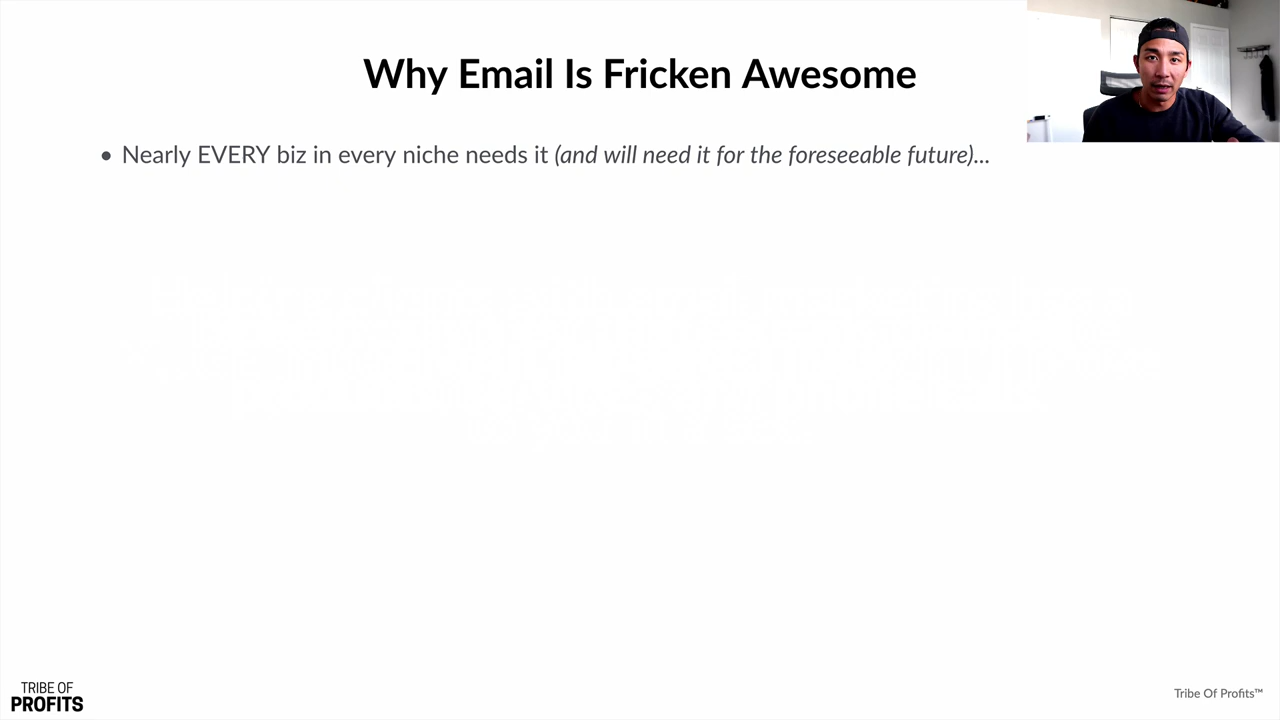 Why Email Is Fricken Awesome
• Nearly EVERY biz in every niche needs it (and will need it for the foreseeable future)...
TRIBE OF
PROFITS
Tribe Of Profits™